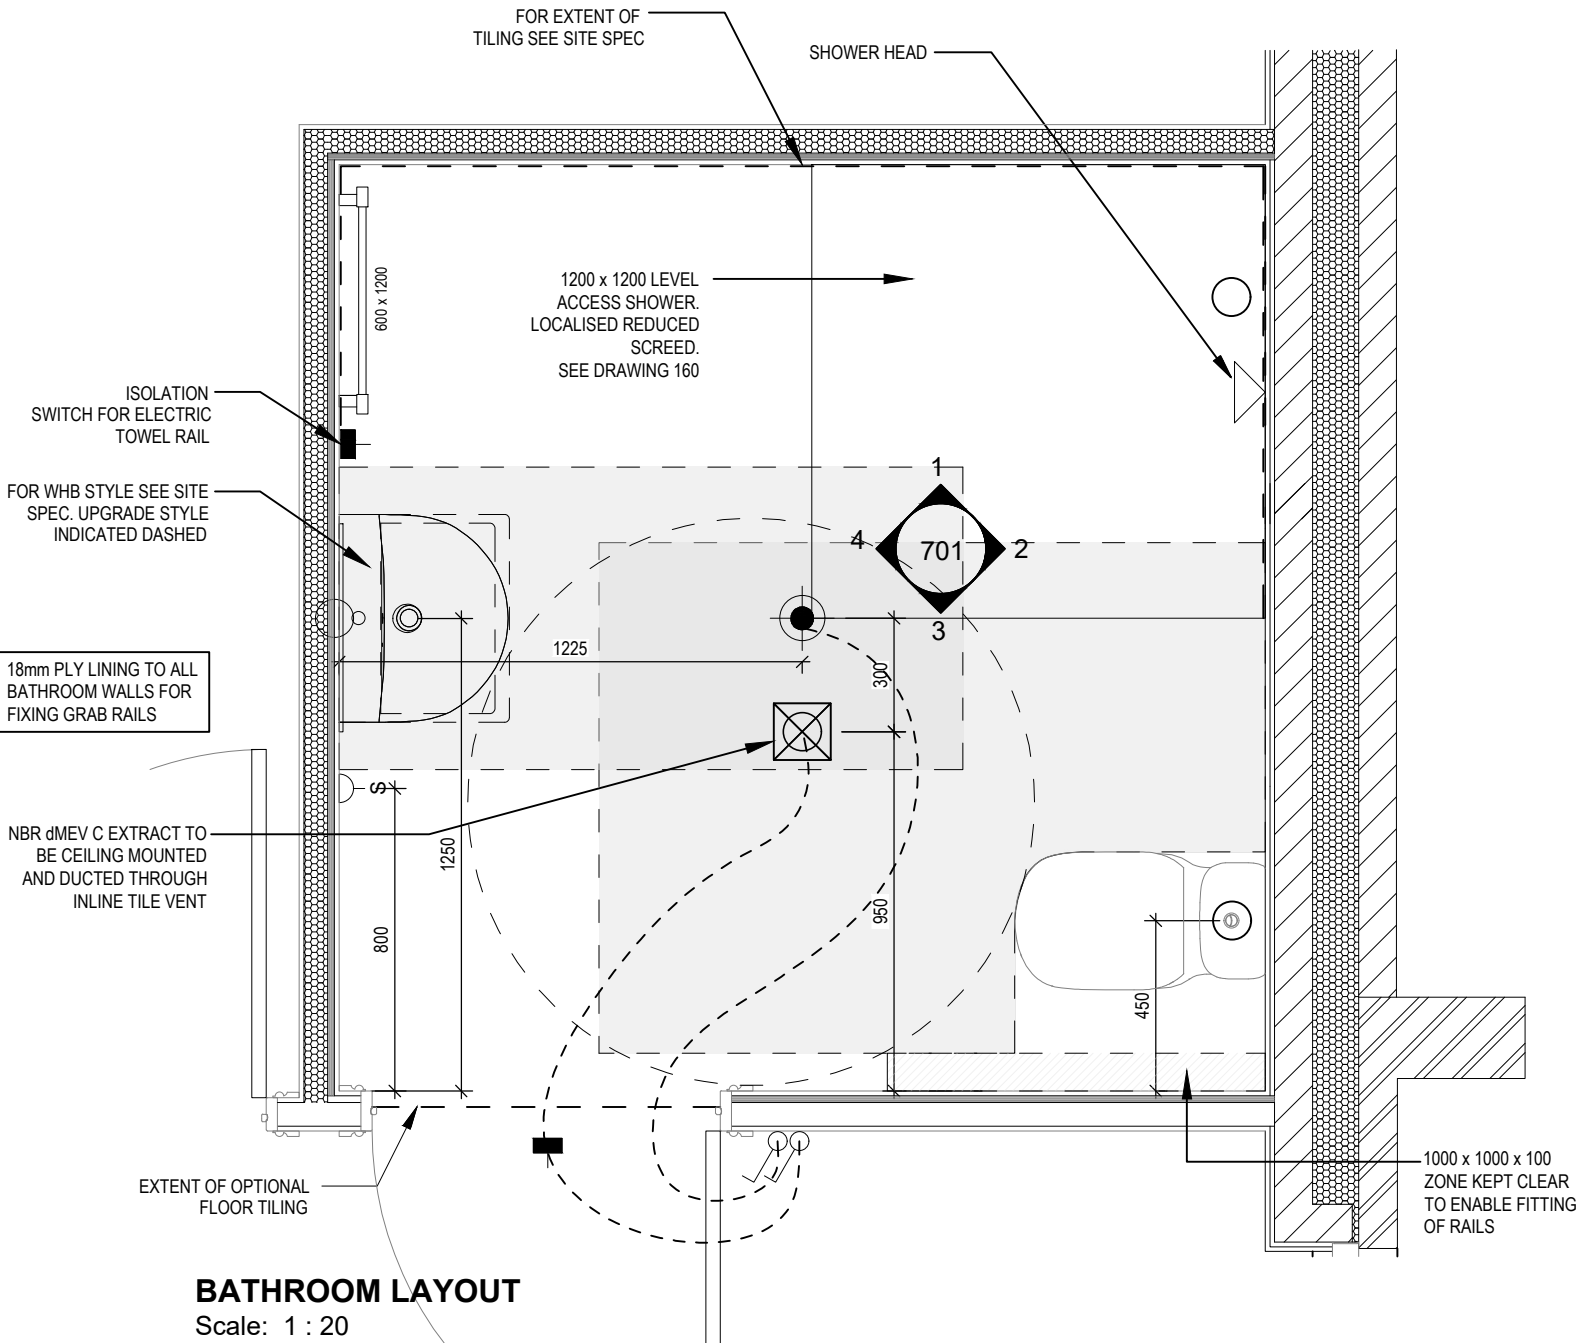 FOR EXTENT OF
TILING SEE SITE SPEC
SHOWER HEAD
600 x 1200
1200 x 1200 LEVEL
ACCESS SHOWER.
LOCALISED REDUCED
SCREED.
SEE DRAWING 160
ISOLATION
SWITCH FOR ELECTRIC
TOWEL RAIL
FOR WHB STYLE SEE SITE
SPEC. UPGRADE STYLE
INDICATED DASHED
1
4
701
2
3
18mm PLY LINING TO ALL
BATHROOM WALLS FOR
FIXING GRAB RAILS
1225
300
S
NBR dMEV C EXTRACT TO
BE CEILING MOUNTED
AND DUCTED THROUGH
INLINE TILE VENT
1250
800
950
450
EXTENT OF OPTIONAL
FLOOR TILING
1000 x 1000 x 100
ZONE KEPT CLEAR
TO ENABLE FITTING
OF RAILS
BATHROOM LAYOUT
Scale: 1 : 20